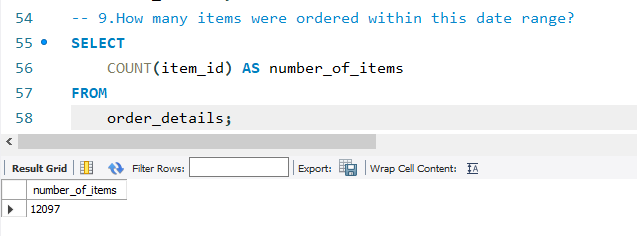 54 -- 9.How many items were ordered within this date range?
55 SELECT
56 COUNT(item_id) AS number_of_items
57 FROM
58 order_details;
Result Grid Filter Rows: Export: Wrap Cell Content: IA
number_of_items
12097